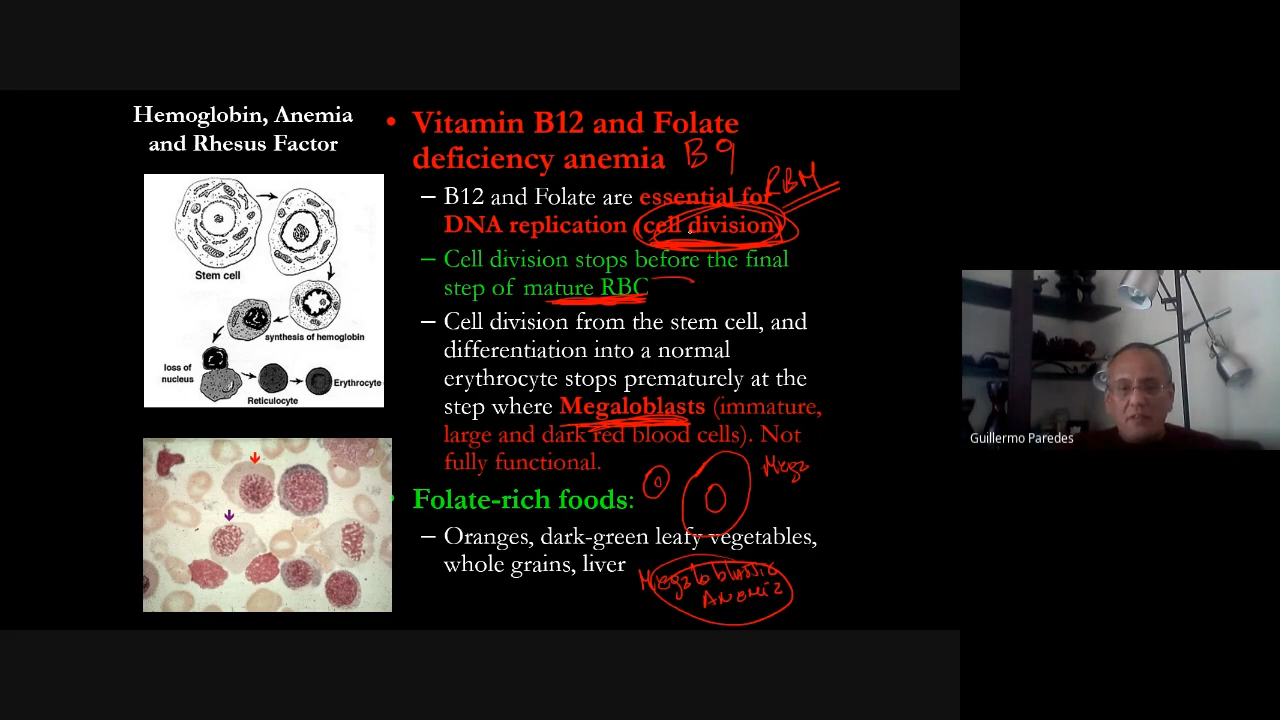 Hemoglobin, Anemia
and Rhesus Factor
Stem cell
synthesis of hemoglobin
loss of
nucleus
Reticulocyte
Erythrocyte
• Vitamin B12 and Folate
deficiency anemia B9
– B12 and Folate are essential for
RBM
DNA replication (cell division)
– Cell division stops before the final
step of mature RBC
– Cell division from the stem cell, and
differentiation into a normal
erythrocyte stops prematurely at the
step where Megaloblasts (immature,
large and dark red blood cells). Not
fully functional.
• Folate-rich foods:
– Oranges, dark-green leafy vegetables,
whole grains, liver
Megaloblastic
Anemia
Guillermo Paredes